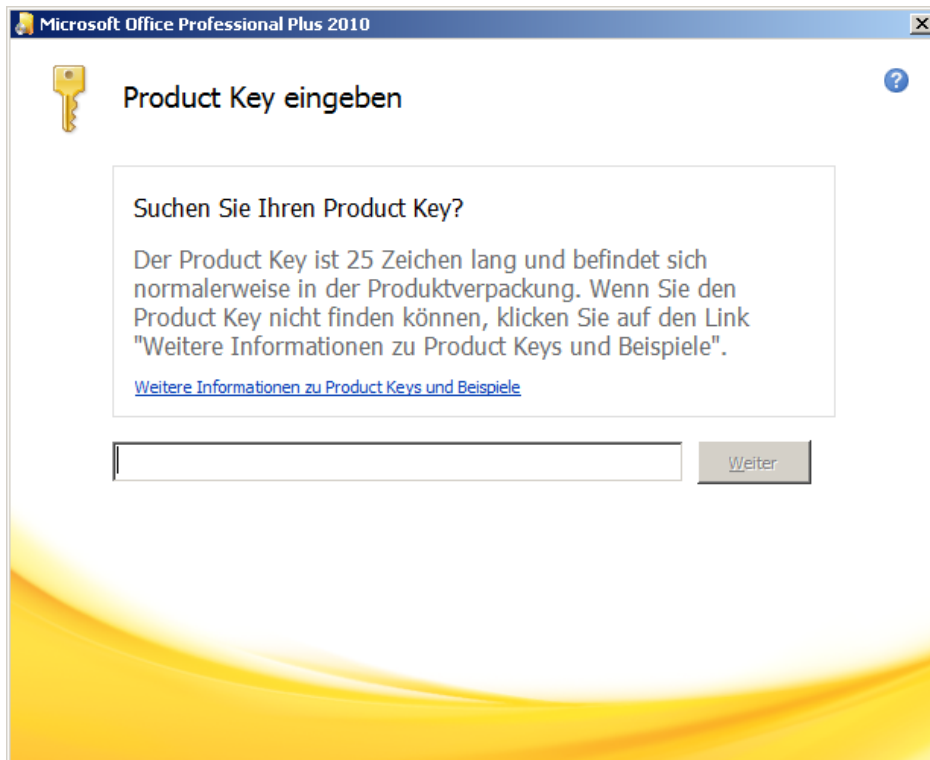 Microsoft Office Professional Plus 2010
Product Key eingeben
Suchen Sie Ihren Product Key?
Der Product Key ist 25 Zeichen lang und befindet sich
normalerweise in der Produktverpackung. Wenn Sie den
Product Key nicht finden können, klicken Sie auf den Link
"Weitere Informationen zu Product Keys und Beispiele".
Weitere Informationen zu Product Keys und Beispiele
Weiter